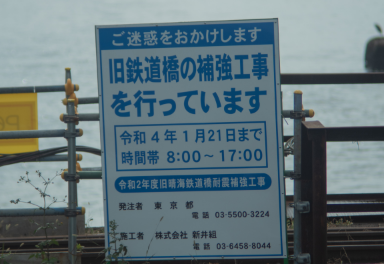 ご迷惑をおかけします
旧鉄道橋の補強工事
を行っています
令和4年1月21日まで
時間帯 8:00~17:00
令和2年度旧晴海鉄道橋耐震補強工事
発注者 東京都
電話 03-5500-3224
施工者 株式会社 新井組
電話 03-6458-8044